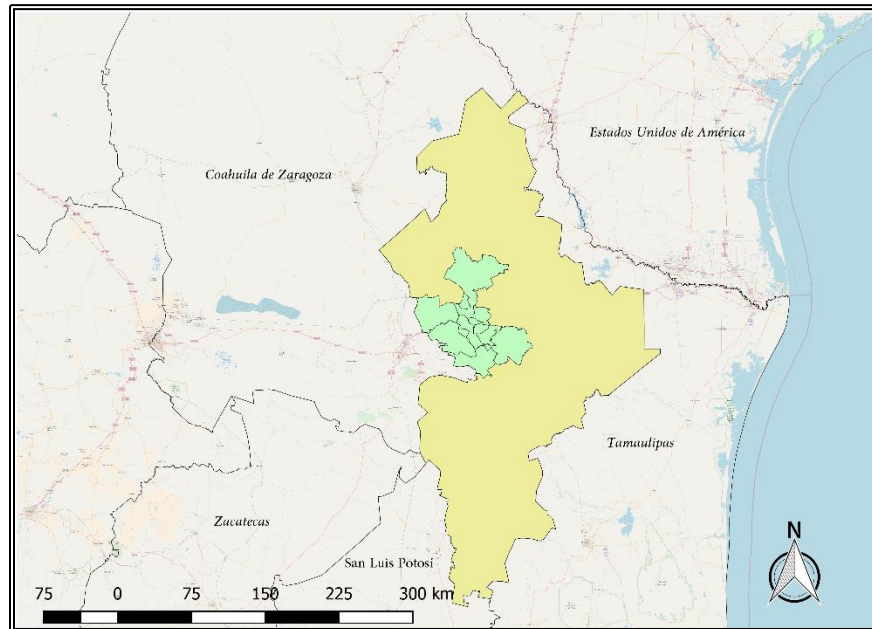 Estados Unidos de América
Coahuila de Zaragoza
Tamaulipas
Zacatecas
San Luis Potosí
N
75 0 75 150 225 300 km